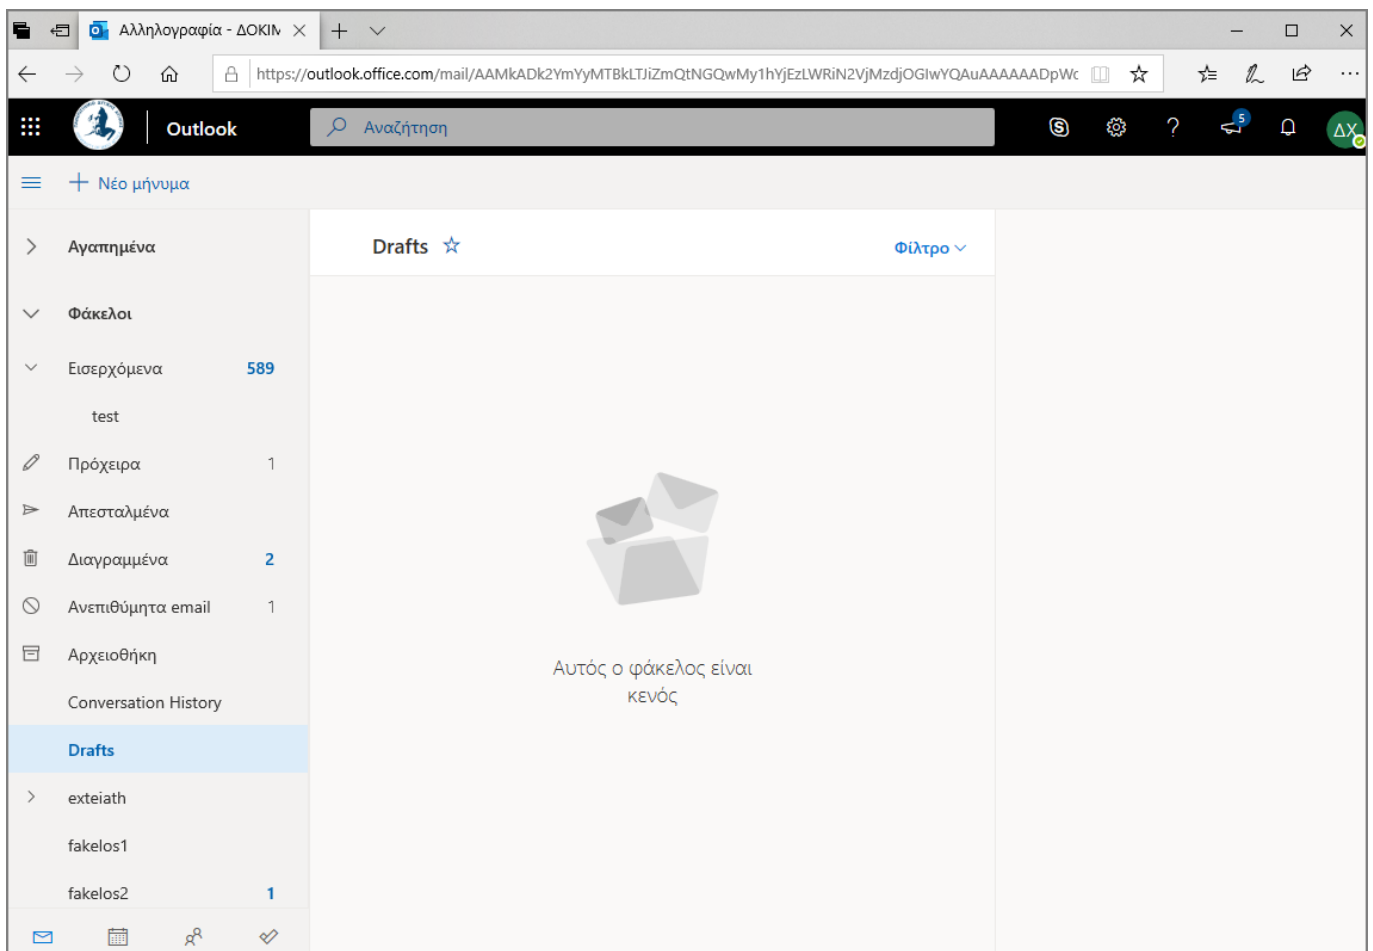 Αλληλογραφία - ΔΟΚΙΜ
https://outlook.office.com/mail/AAMkADk2YmYyMTBkLTJiZmQtNGQwMy1hYjEzLWRiN2VjMzdjOGIwYQAuAAAAAADpWc
Outlook
Αναζήτηση
5
ΔΧ
Νέο μήνυμα
Αγαπημένα
Φάκελοι
Εισερχόμενα 589
test
Πρόχειρα 1
Απεσταλμένα
Διαγραμμένα 2
Ανεπιθύμητα email 1
Αρχειοθήκη
Conversation History
Drafts
exteiath
fakelos1
fakelos2 1
Drafts
Φίλτρο
Αυτός ο φάκελος είναι
κενός